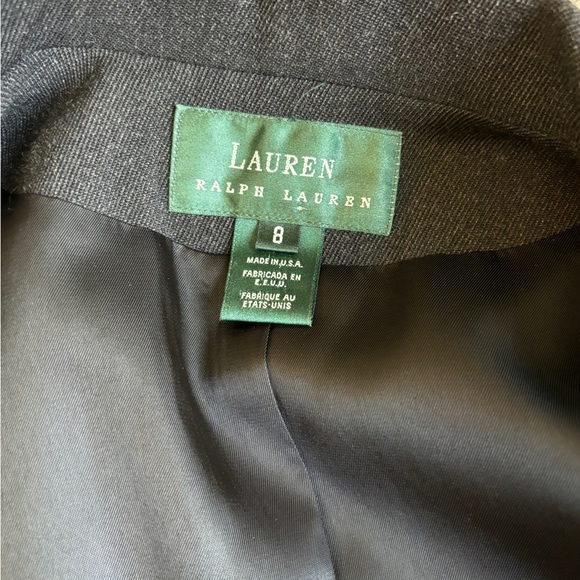 LAUREN
RALPH LAUREN
8
MADE IN U.S.A.
FABRICADA EN
E.E.U.U.
FABRIQUE AU
ETATS-UNIS